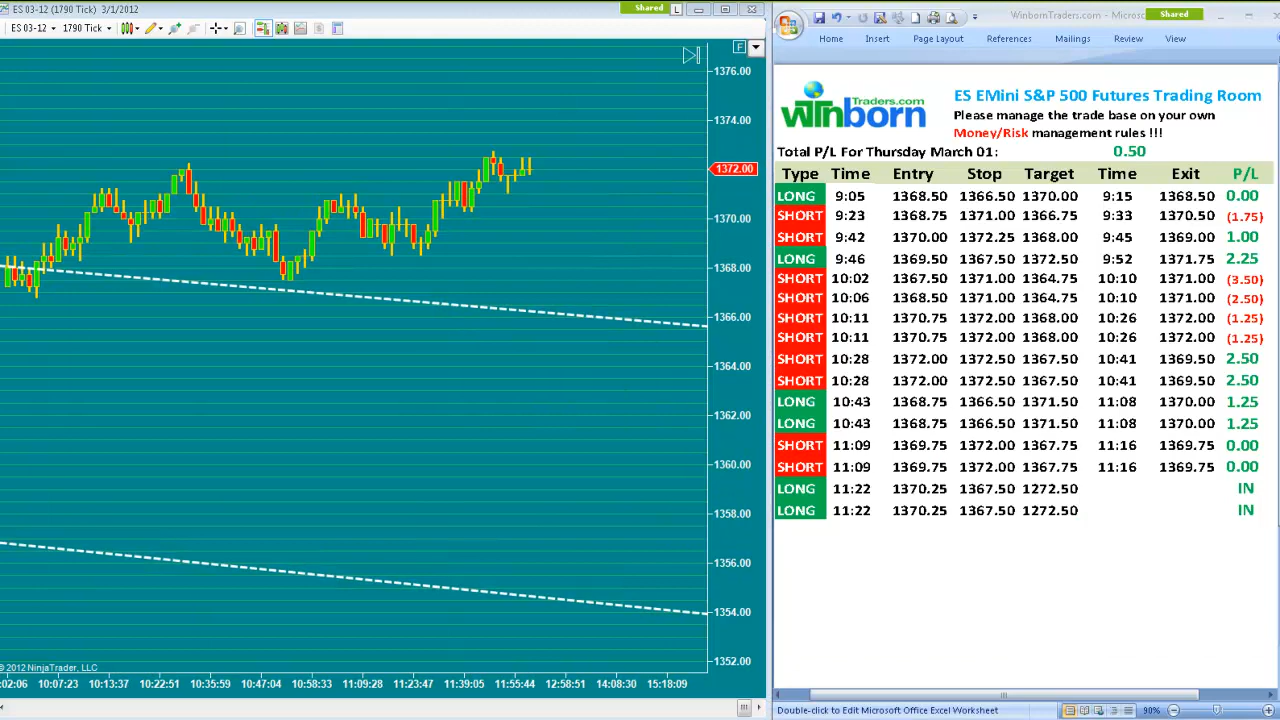 ES 03-12 (1790 Tick) 3/1/2012
Shared
L
ES 03-12
1790 Tick
F
1376.00
1374.00
1372.00
1370.00
1368.00
1366.00
1364.00
1362.00
1360.00
1358.00
1356.00
1354.00
1352.00
© 2012 NinjaTrader, LLC
:02:06 10:07:23 10:13:37 10:22:51 10:35:59 10:47:04 10:58:33 11:09:28 11:23:47 11:39:05 11:55:44 12:58:51 14:08:30 15:18:09
WinbornTraders.com - Microsc
Shared
Home Insert Page Layout References Mailings Review View
Traders.com
winborn
ES EMini S&P 500 Futures Trading Room
Please manage the trade base on your own
Money/Risk management rules !!!
Total P/L For Thursday March 01: 0.50
Type Time Entry Stop Target Time Exit P/L
LONG 9:05 1368.50 1366.50 1370.00 9:15 1368.50 0.00
SHORT 9:23 1368.75 1371.00 1366.75 9:33 1370.50 (1.75)
SHORT 9:42 1370.00 1372.25 1368.00 9:45 1369.00 1.00
LONG 9:46 1369.50 1367.50 1372.50 9:52 1371.75 2.25
SHORT 10:02 1367.50 1371.00 1364.75 10:10 1371.00 (3.50)
SHORT 10:06 1368.50 1371.00 1364.75 10:10 1371.00 (2.50)
SHORT 10:11 1370.75 1372.00 1368.00 10:26 1372.00 (1.25)
SHORT 10:11 1370.75 1372.00 1368.00 10:26 1372.00 (1.25)
SHORT 10:28 1372.00 1372.50 1367.50 10:41 1369.50 2.50
SHORT 10:28 1372.00 1372.50 1367.50 10:41 1369.50 2.50
LONG 10:43 1368.75 1366.50 1371.50 11:08 1370.00 1.25
LONG 10:43 1368.75 1366.50 1371.50 11:08 1370.00 1.25
SHORT 11:09 1369.75 1372.00 1367.75 11:16 1369.75 0.00
SHORT 11:09 1369.75 1372.00 1367.75 11:16 1369.75 0.00
LONG 11:22 1370.25 1367.50 1272.50 IN
LONG 11:22 1370.25 1367.50 1272.50 IN
Double-click to Edit Microsoft Office Excel Worksheet
90%